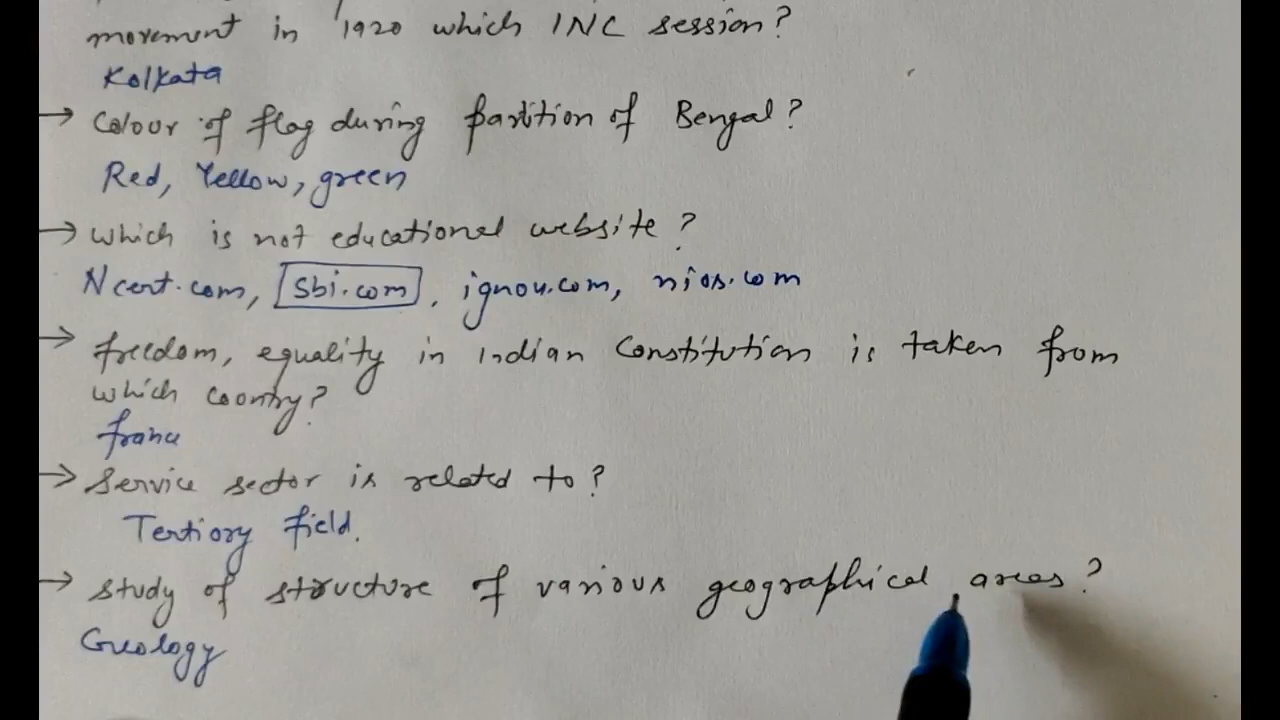 movement in 1920 which INC session?
Kolkata
→ Colour of flag during partition of Bengal?
Red, Yellow, green
→ which is not educational website?
Ncert.com, sbi.com, ignou.com, nios.com
→ freedom, equality in Indian Constitution is taken from
which country?
france
→ Service sector is related to?
Tertiory field.
→ Study of structure of various geographical areas?
Geology